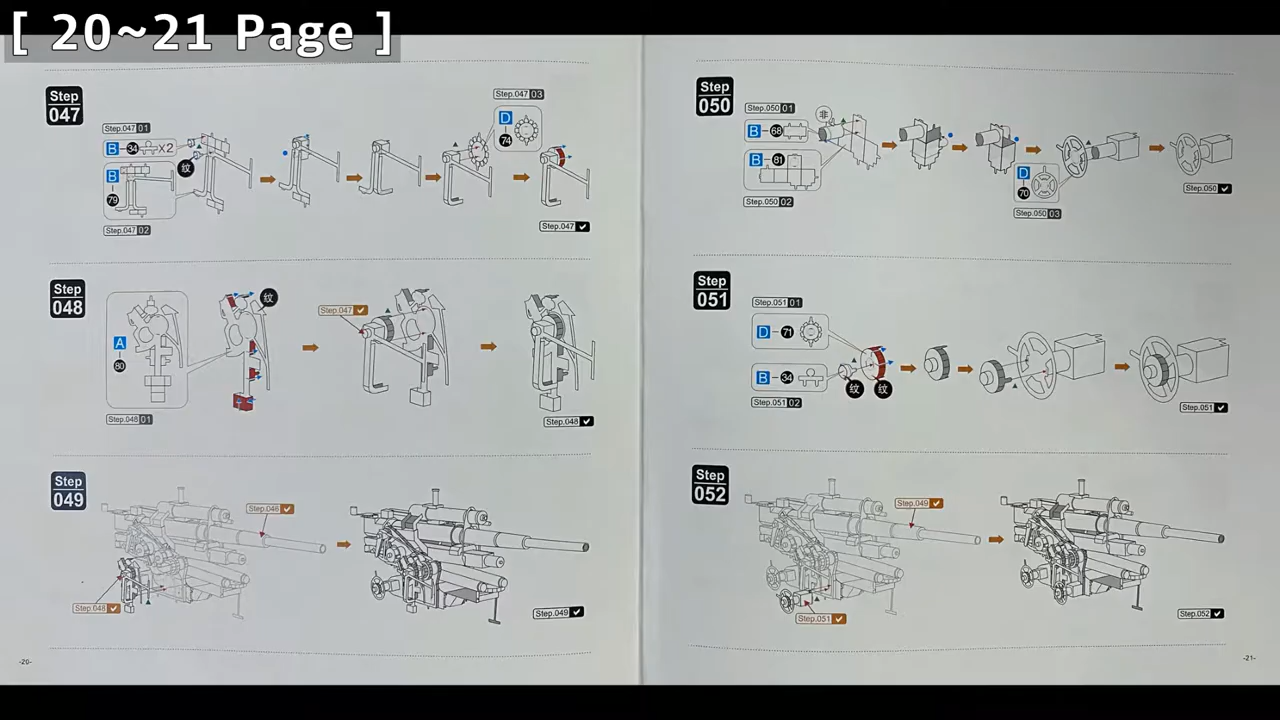 [ 20~21 Page ]
Step 047
Step.047 01
B 34 X2
纹
B 79
Step.047 02
Step.047 03
D 74
Step.047
Step 048
A 80
Step.048 01
纹
Step.047
Step.048
Step 049
Step.046
Step.048
Step.049
-20-
Step 050
Step.050 01
B 68
非
B 81
Step.050 02
D 70
Step.050 03
Step.050
Step 051
Step.051 01
D 71
B 34
Step.051 02
纹
纹
Step.051
Step 052
Step.049
Step.051
Step.052
-21-